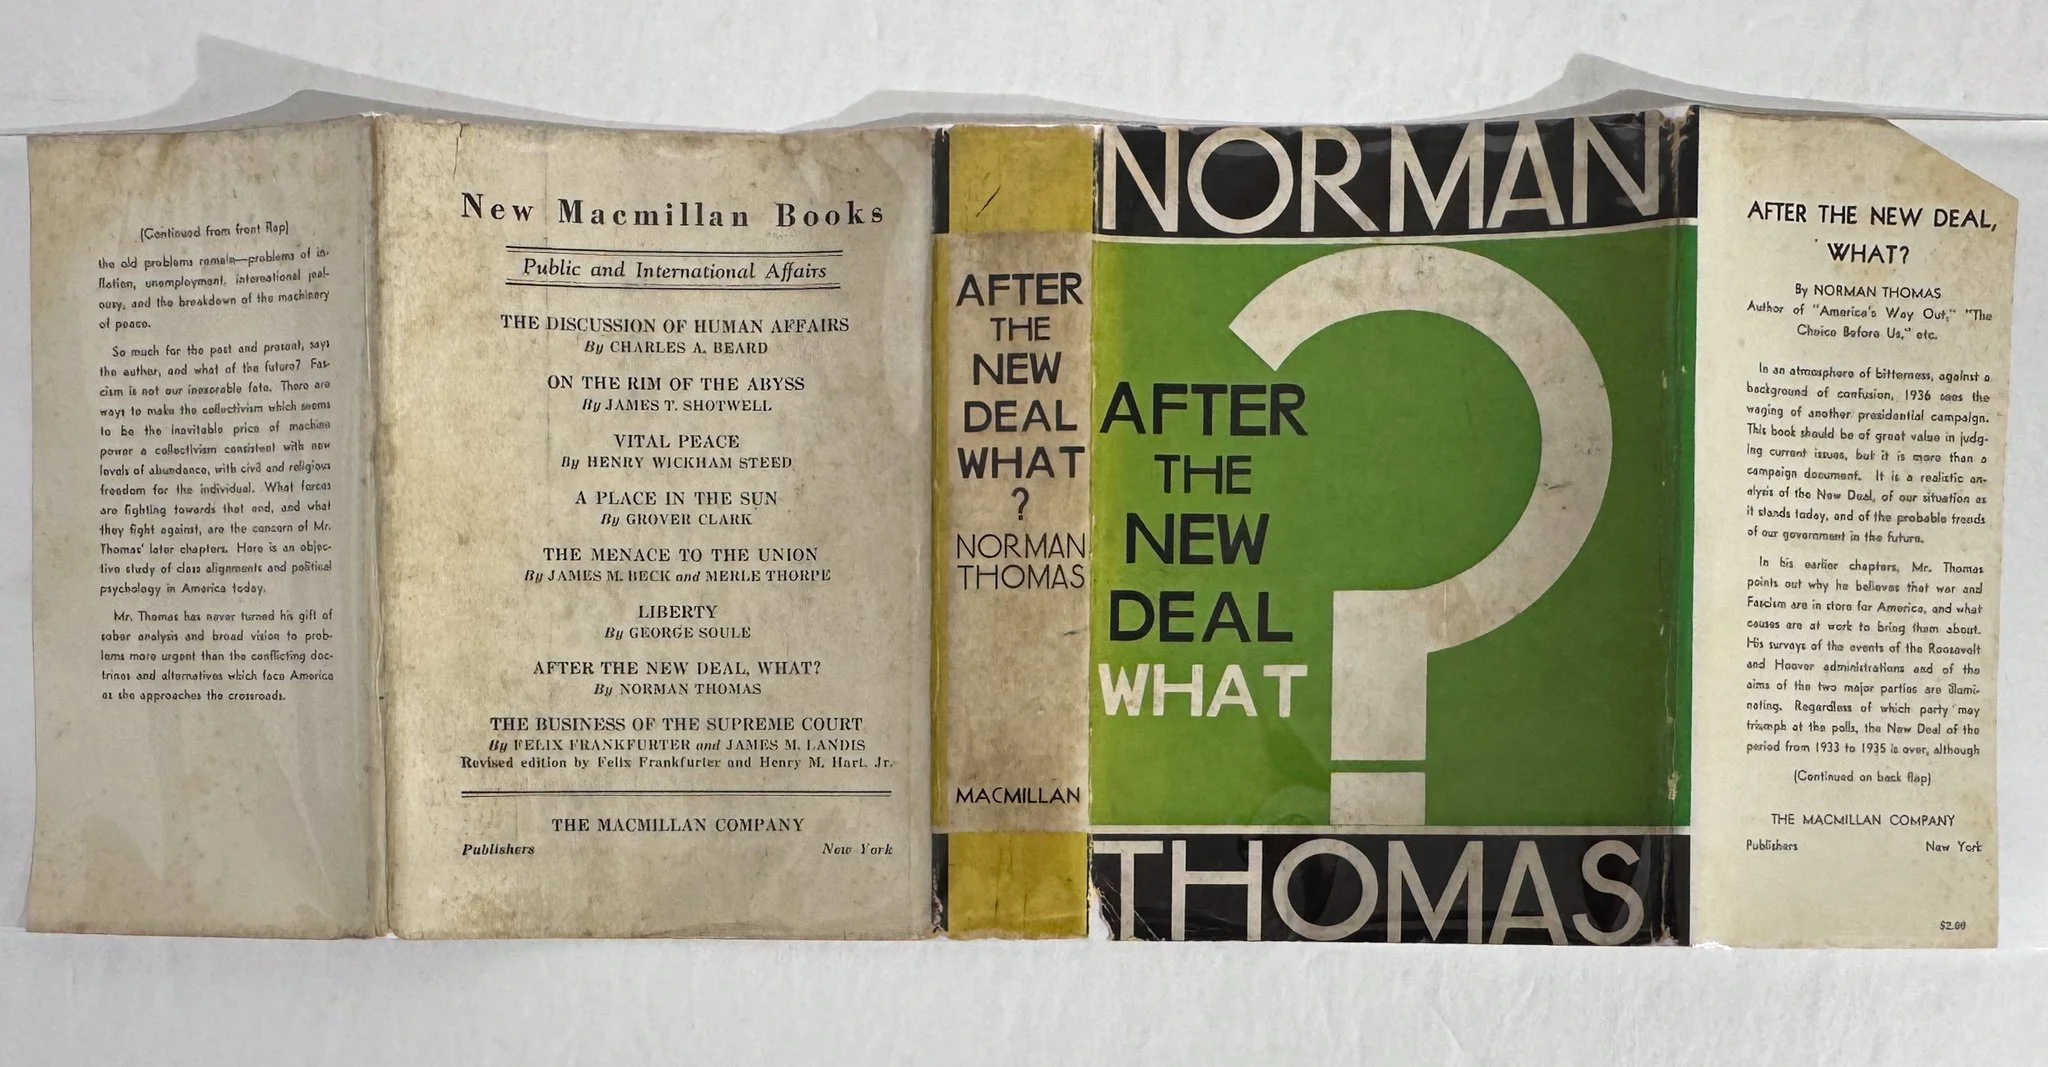 (Continued from front flap)
the old problems remain—problems of in-
flation, unemployment, international jeal-
ousy, and the breakdown of the machinery
of peace.
So much for the past and present, says
the author, and what of the future? Fas-
cism is not our inexorable fate. There are
ways to make the collectivism which seems
to be the inevitable price of machine
power a collectivism consistent with new
levels of abundance, with civil and religious
freedom for the individual. What forces
are fighting towards that end, and what
they fight against, are the concern of Mr.
Thomas' later chapters. Here is an objec-
tive study of class alignments and political
psychology in America today.
Mr. Thomas has never turned his gift of
sober analysis and broad vision to prob-
lems more urgent than the conflicting doc-
trines and alternatives which face America
as she approaches the crossroads.
New Macmillan Books
Public and International Affairs
THE DISCUSSION OF HUMAN AFFAIRS
By CHARLES A. BEARD
ON THE RIM OF THE ABYSS
By JAMES T. SHOTWELL
VITAL PEACE
By HENRY WICKHAM STEED
A PLACE IN THE SUN
By GROVER CLARK
THE MENACE TO THE UNION
By JAMES M. BECK and MERLE THORPE
LIBERTY
By GEORGE SOULE
AFTER THE NEW DEAL, WHAT?
By NORMAN THOMAS
THE BUSINESS OF THE SUPREME COURT
By FELIX FRANKFURTER and JAMES M. LANDIS
Revised edition by Felix Frankfurter and Henry M. Hart, Jr.
THE MACMILLAN COMPANY
Publishers New York
AFTER
THE
NEW
DEAL
WHAT
?
NORMAN
THOMAS
MACMILLAN
NORMAN
?
AFTER
THE
NEW
DEAL
WHAT
THOMAS
AFTER THE NEW DEAL,
WHAT?
By NORMAN THOMAS
Author of "America's Way Out," "The
Choice Before Us," etc.
In an atmosphere of bitterness, against a
background of confusion, 1936 sees the
waging of another presidential campaign.
This book should be of great value in judg-
ing current issues, but it is more than a
campaign document. It is a realistic an-
alysis of the New Deal, of our situation as
it stands today, and of the probable trends
of our government in the future.
In his earlier chapters, Mr. Thomas
points out why he believes that war and
Fascism are in store for America, and what
causes are at work to bring them about.
His surveys of the events of the Roosevelt
and Hoover administrations and of the
aims of the two major parties are illumi-
nating. Regardless of which party may
triumph at the polls, the New Deal of the
period from 1933 to 1935 is over, although
(Continued on back flap)
THE MACMILLAN COMPANY
Publishers New York
$2.00